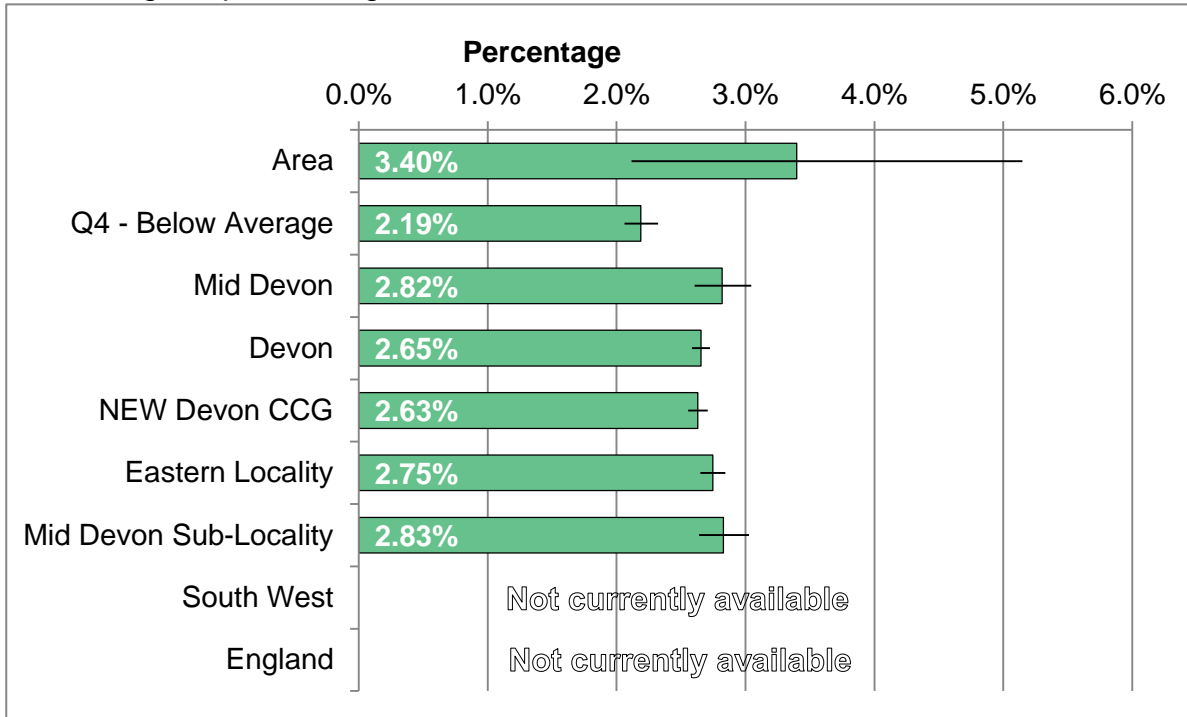 Percentage
0.0% 1.0% 2.0% 3.0% 4.0% 5.0% 6.0%
Area 3.40%
Q4 - Below Average 2.19%
Mid Devon 2.82%
Devon 2.65%
NEW Devon CCG 2.63%
Eastern Locality 2.75%
Mid Devon Sub-Locality 2.83%
South West Not currently available
England Not currently available